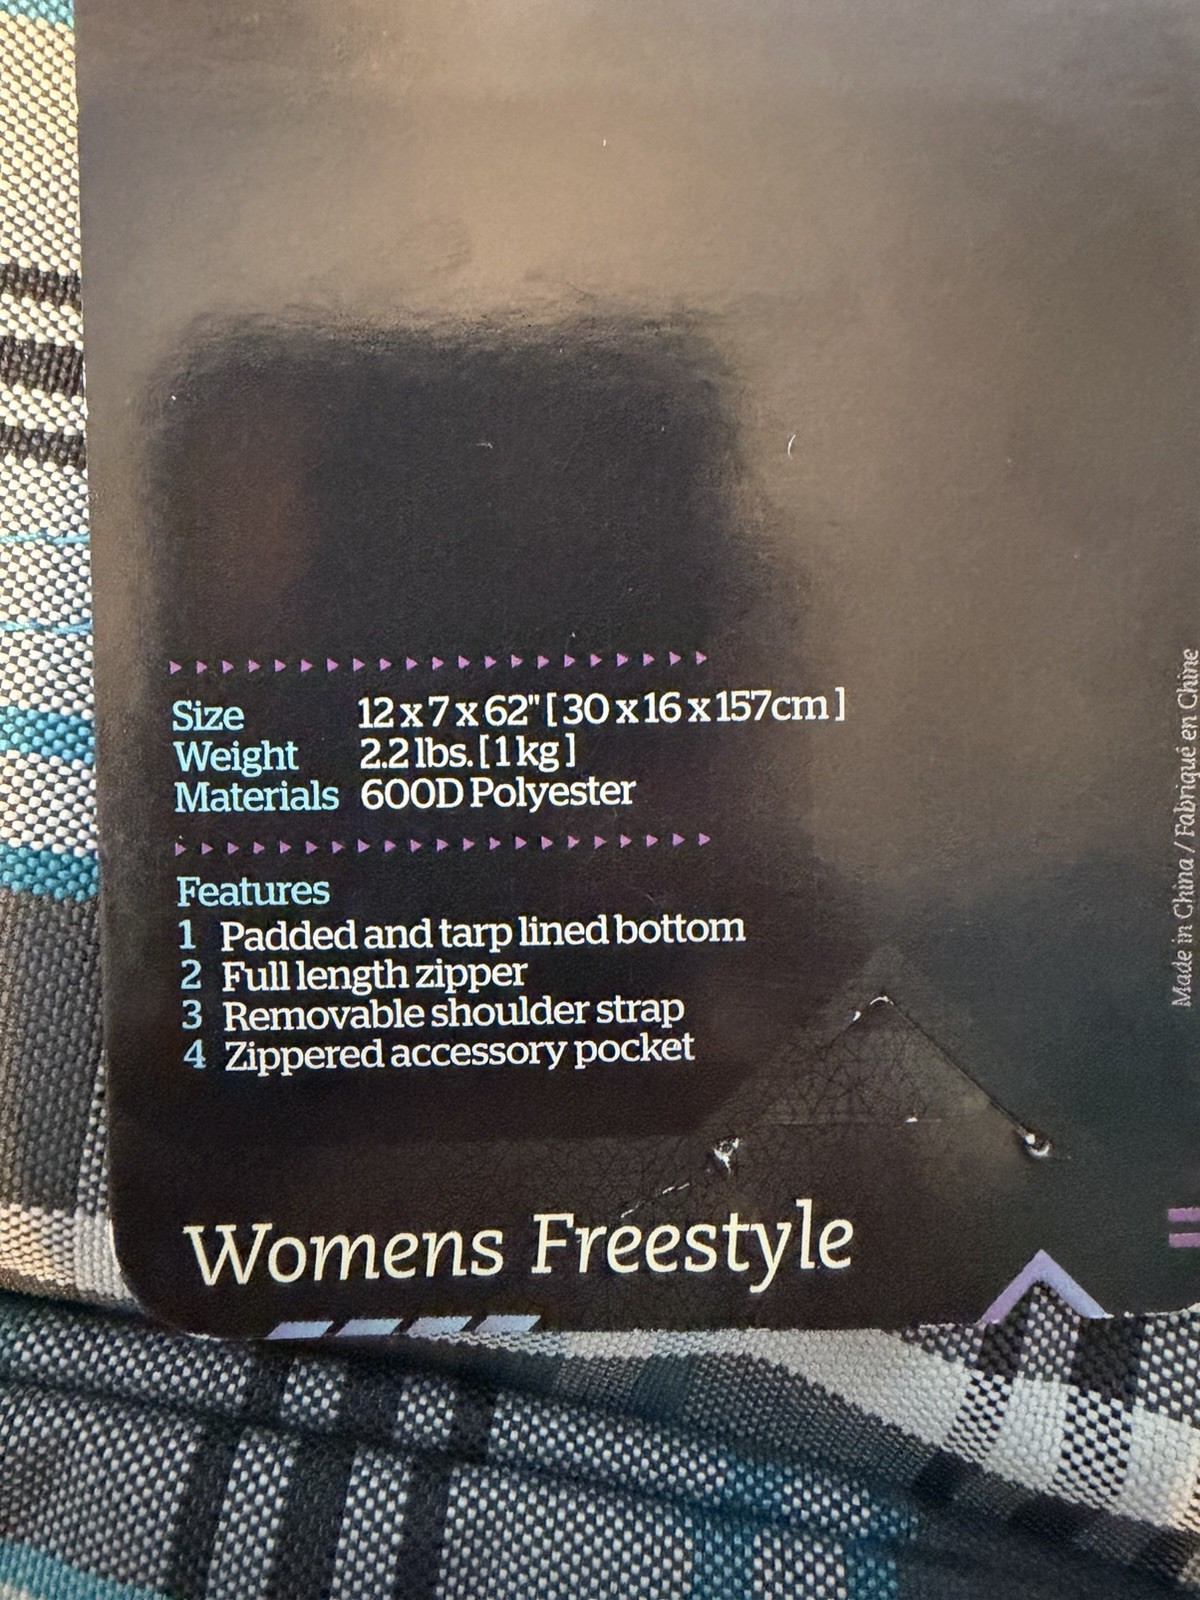 Size 12 x 7 x 62" [ 30 x 16 x 157cm ]
Weight 2.2 lbs. [ 1 kg ]
Materials 600D Polyester
Features
1 Padded and tarp lined bottom
2 Full length zipper
3 Removable shoulder strap
4 Zippered accessory pocket
Womens Freestyle
Made in China / Fabriqué en Chine